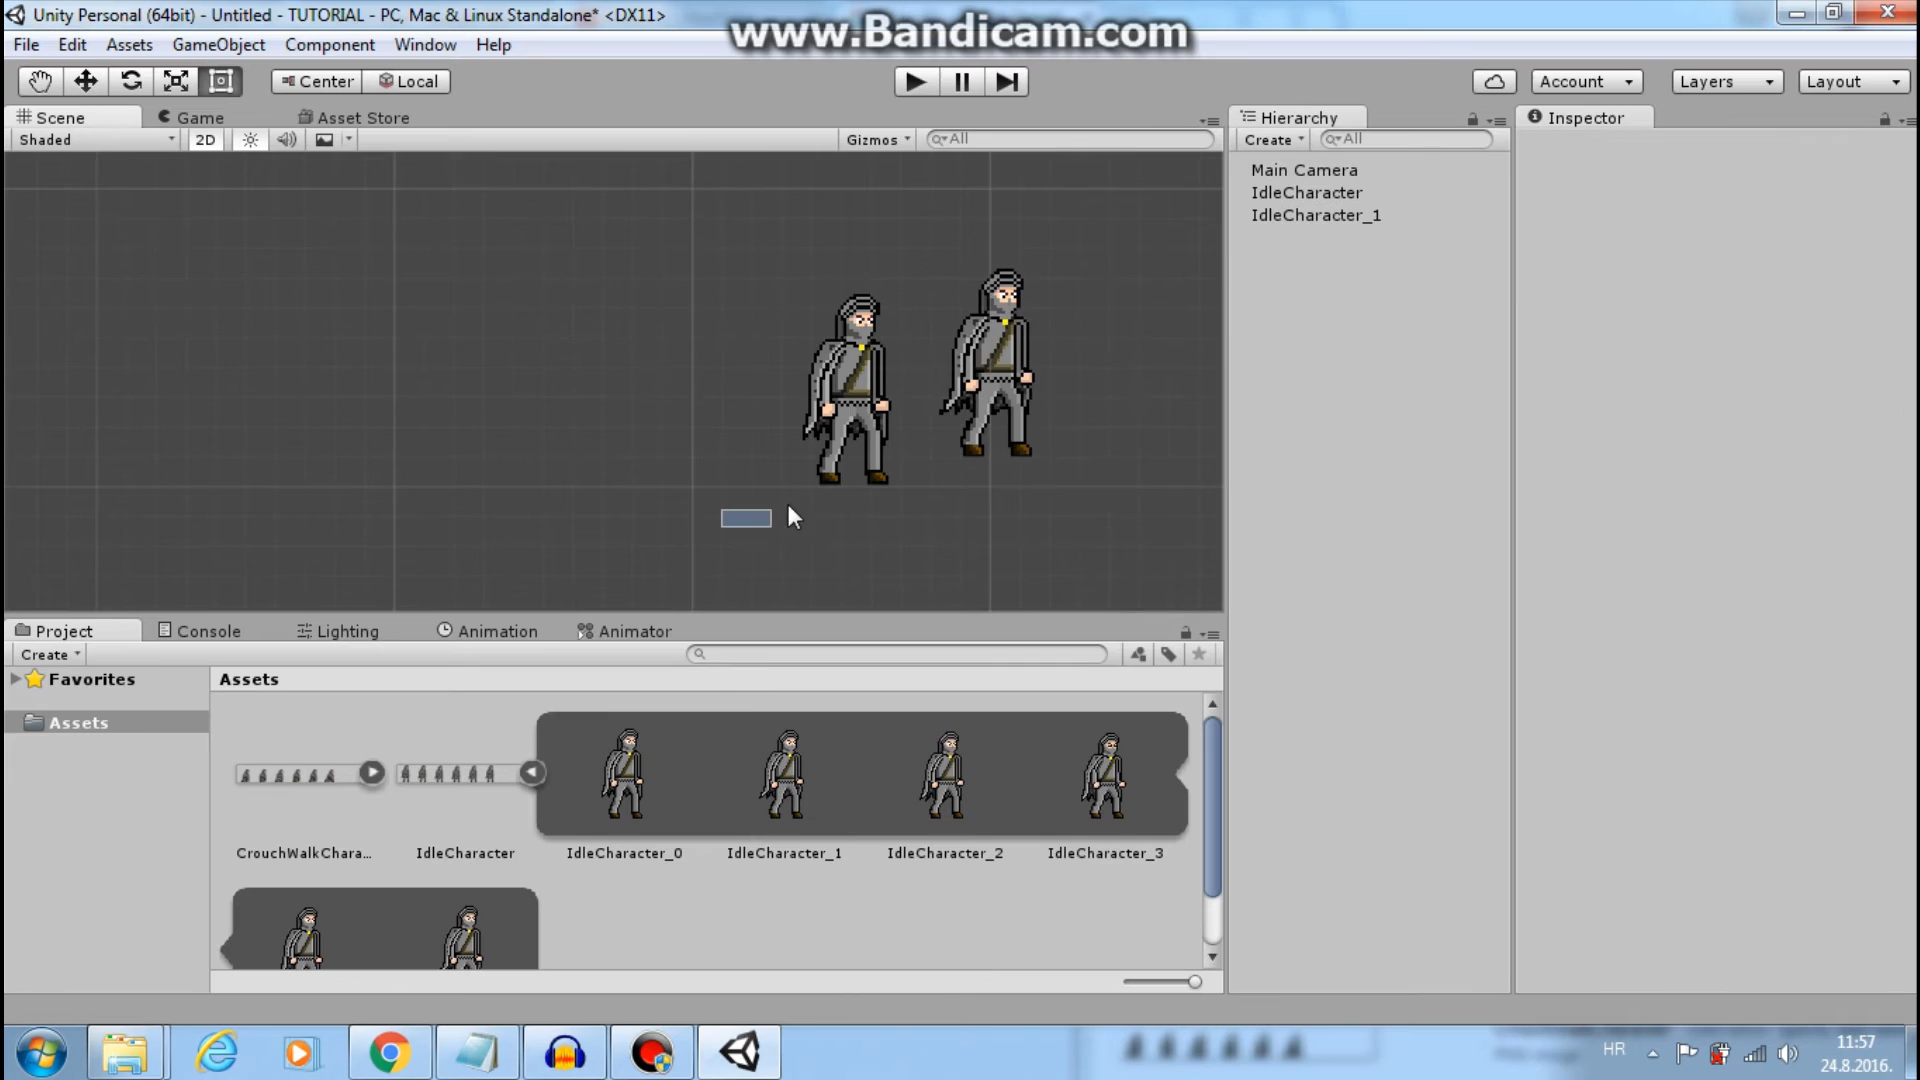 Unity Personal (64bit) - Untitled - TUTORIAL - PC, Mac & Linux Standalone* <DX11>
www.Bandicam.com
File Edit Assets GameObject Component Window Help
Center Local Account Layers Layout
Scene Game Asset Store Hierarchy Inspector
Shaded 2D Gizmos All Create All
Main Camera
IdleCharacter
IdleCharacter_1
Project Console Lighting Animation Animator
Create
Favorites Assets
Assets
CrouchWalkChara... IdleCharacter IdleCharacter_0 IdleCharacter_1 IdleCharacter_2 IdleCharacter_3
HR 11:57
24.8.2016.